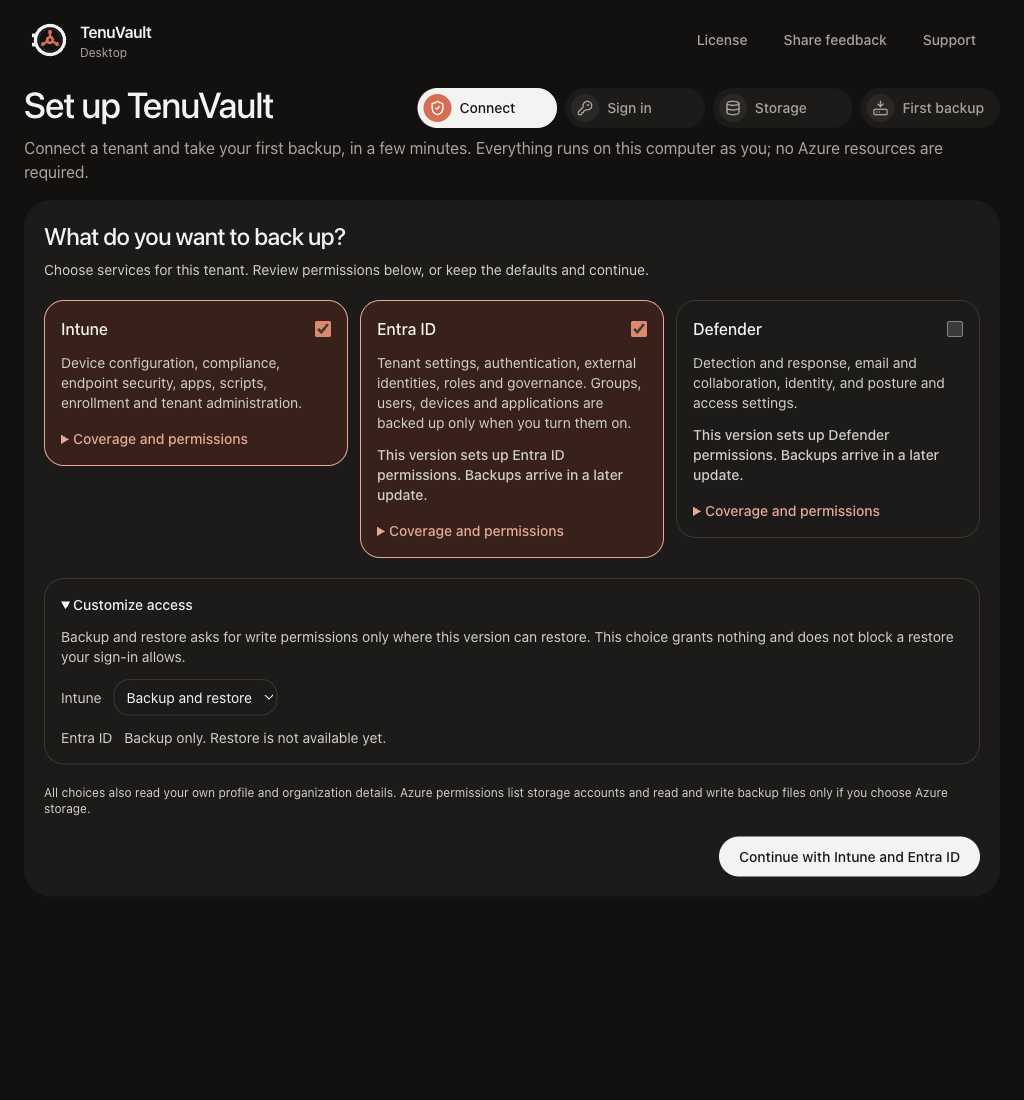 TenuVault
Desktop
License
Share feedback
Support
Set up TenuVault
Connect
Sign in
Storage
First backup
Connect a tenant and take your first backup, in a few minutes. Everything runs on this computer as you; no Azure resources are
required.
What do you want to back up?
Choose services for this tenant. Review permissions below, or keep the defaults and continue.
Intune
Device configuration, compliance,
endpoint security, apps, scripts,
enrollment and tenant administration.
Coverage and permissions
Entra ID
Tenant settings, authentication, external
identities, roles and governance. Groups,
users, devices and applications are
backed up only when you turn them on.
This version sets up Entra ID
permissions. Backups arrive in a later
update.
Coverage and permissions
Defender
Detection and response, email and
collaboration, identity, and posture and
access settings.
This version sets up Defender
permissions. Backups arrive in a later
update.
Coverage and permissions
Customize access
Backup and restore asks for write permissions only where this version can restore. This choice grants nothing and does not block a restore
your sign-in allows.
Intune
Backup and restore
Entra ID
Backup only. Restore is not available yet.
All choices also read your own profile and organization details. Azure permissions list storage accounts and read and write backup files only if you choose Azure
storage.
Continue with Intune and Entra ID